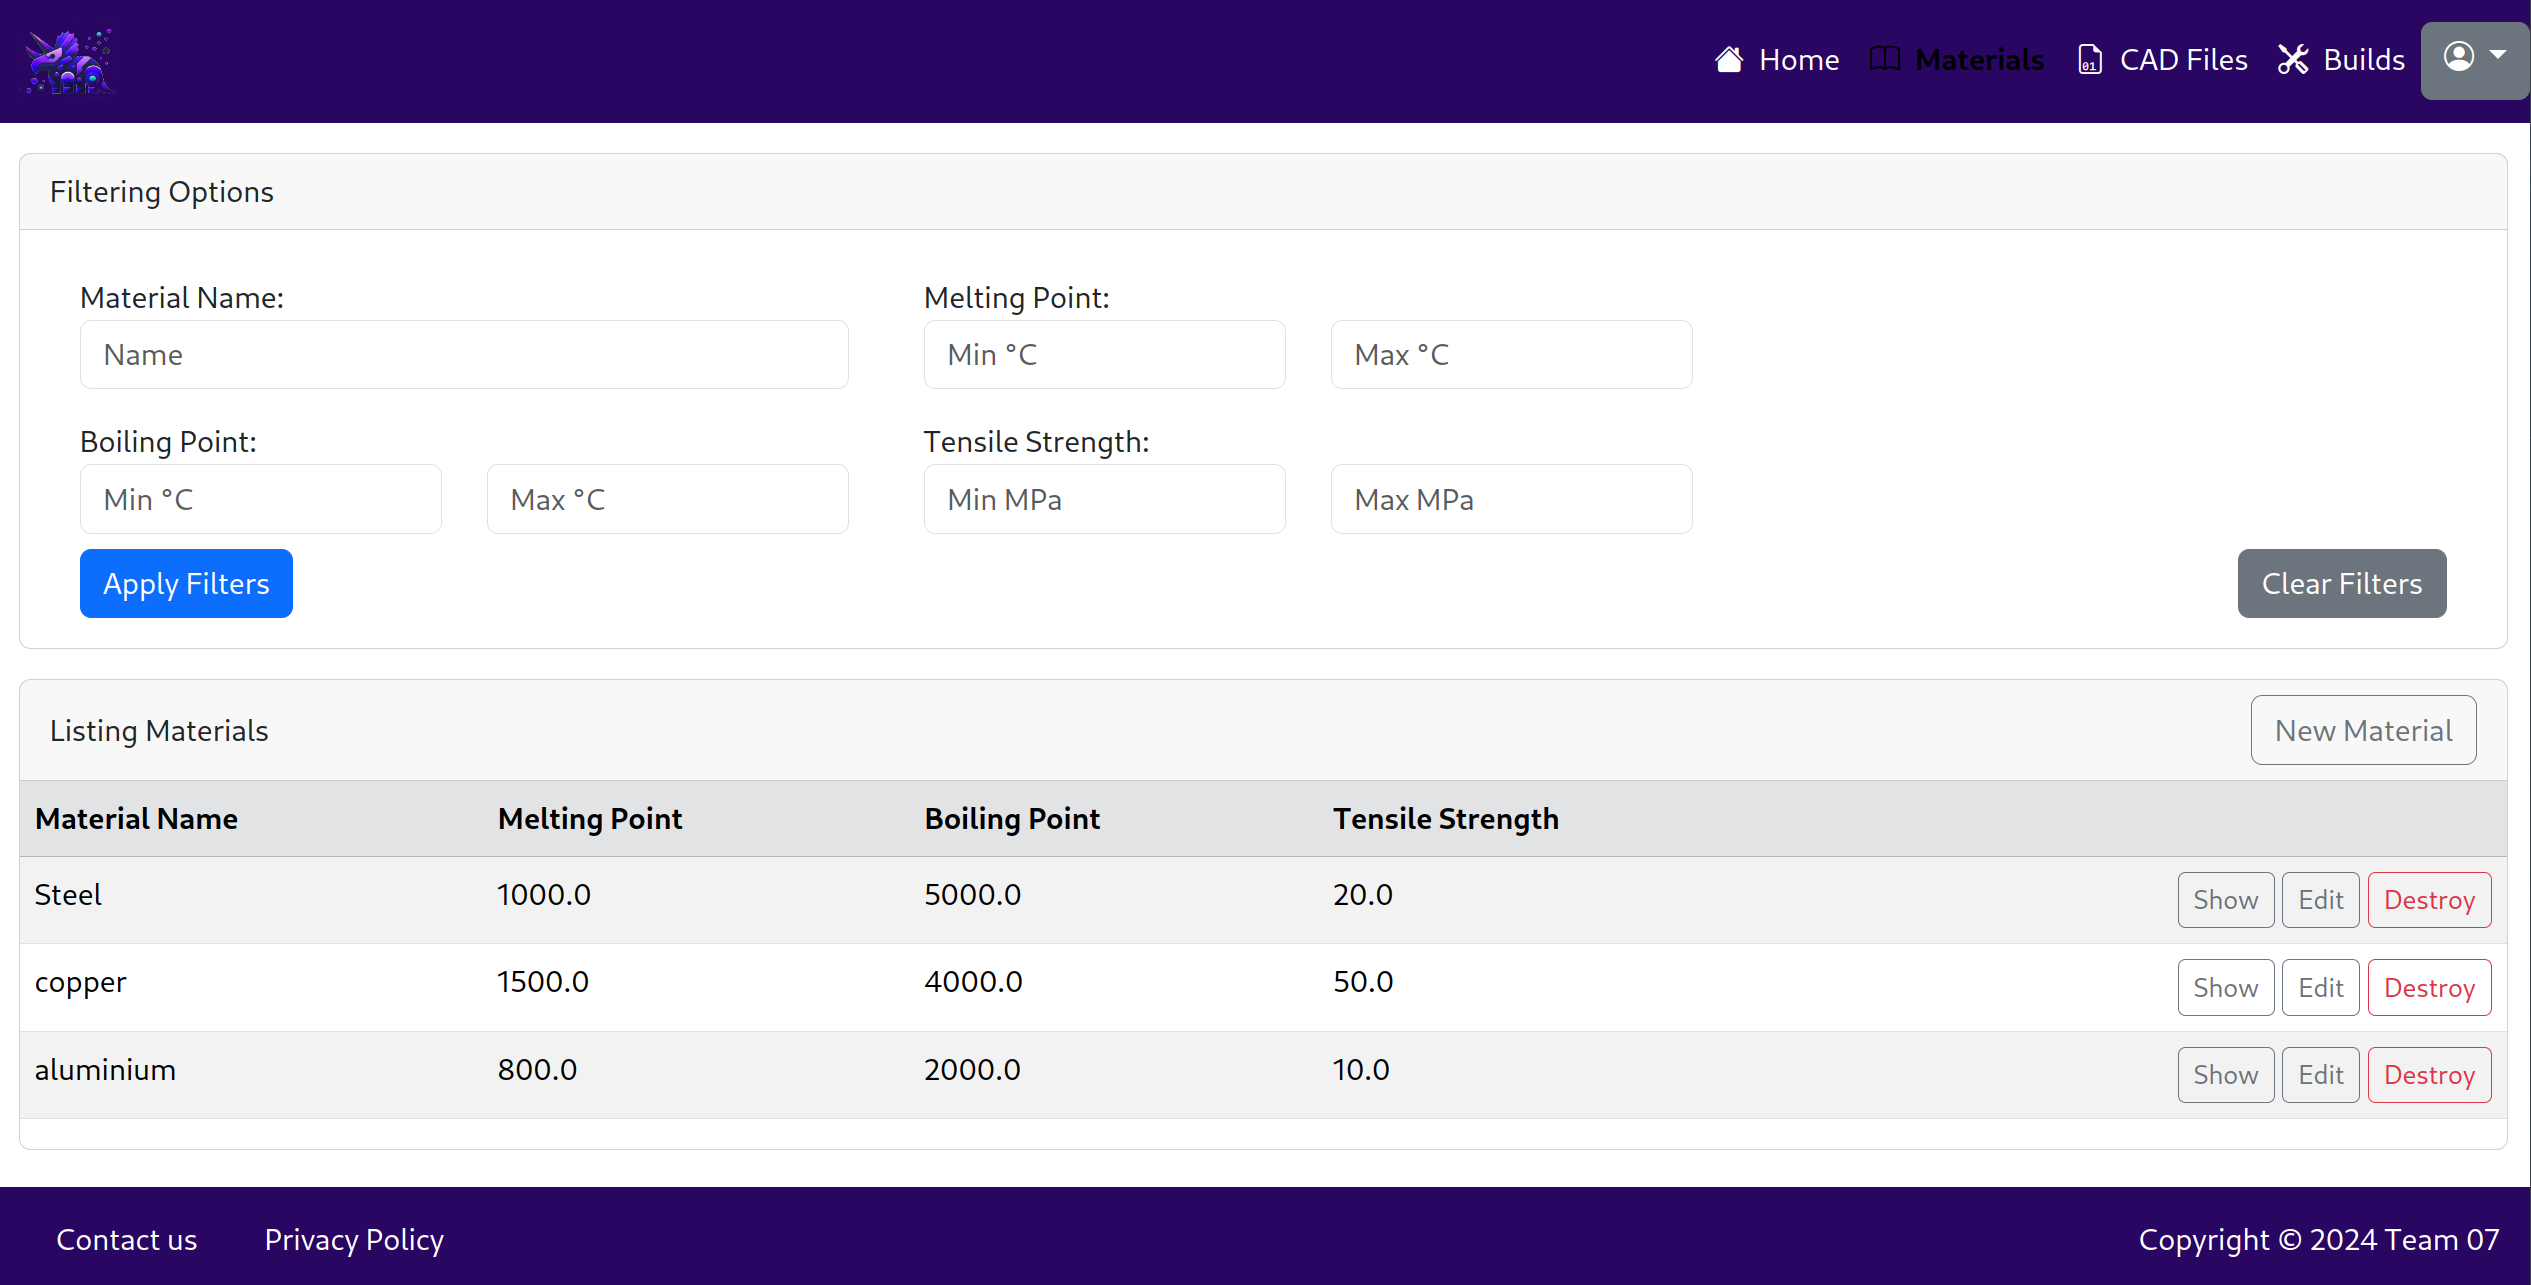 Home Materials CAD Files Builds
Filtering Options
Material Name: Melting Point:
Name Min °C Max °C
Boiling Point: Tensile Strength:
Min °C Max °C Min MPa Max MPa
Apply Filters Clear Filters
Listing Materials New Material
Material Name Melting Point Boiling Point Tensile Strength
Steel 1000.0 5000.0 20.0 Show Edit Destroy
copper 1500.0 4000.0 50.0 Show Edit Destroy
aluminium 800.0 2000.0 10.0 Show Edit Destroy
Contact us Privacy Policy Copyright © 2024 Team 07